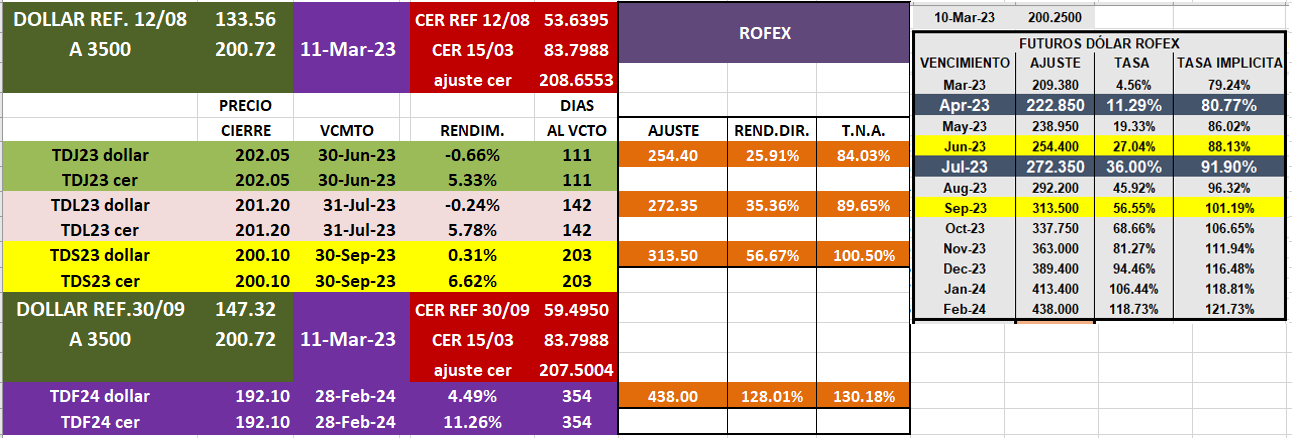 DOLLAR REF. 12/08 133.56 11-Mar-23 CER REF 12/08 53.6395 ROFEX
A 3500 200.72 CER 15/03 83.7988
ajuste cer 208.6553
PRECIO DIAS
CIERRE VCMTO RENDIM. AL VCTO AJUSTE REND.DIR. T.N.A.
TDJ23 dollar 202.05 30-Jun-23 -0.66% 111 254.40 25.91% 84.03%
TDJ23 cer 202.05 30-Jun-23 5.33% 111
TDL23 dollar 201.20 31-Jul-23 -0.24% 142 272.35 35.36% 89.65%
TDL23 cer 201.20 31-Jul-23 5.78% 142
TDS23 dollar 200.10 30-Sep-23 0.31% 203 313.50 56.67% 100.50%
TDS23 cer 200.10 30-Sep-23 6.62% 203
DOLLAR REF.30/09 147.32 11-Mar-23 CER REF 30/09 59.4950
A 3500 200.72 CER 15/03 83.7988
ajuste cer 207.5004
TDF24 dollar 192.10 28-Feb-24 4.49% 354 438.00 128.01% 130.18%
TDF24 cer 192.10 28-Feb-24 11.26% 354
10-Mar-23 200.2500
FUTUROS DÓLAR ROFEX
VENCIMIENTO AJUSTE TASA TASA IMPLICITA
Mar-23 209.380 4.56% 79.24%
Apr-23 222.850 11.29% 80.77%
May-23 238.950 19.33% 86.02%
Jun-23 254.400 27.04% 88.13%
Jul-23 272.350 36.00% 91.90%
Aug-23 292.200 45.92% 96.32%
Sep-23 313.500 56.55% 101.19%
Oct-23 337.750 68.66% 106.65%
Nov-23 363.000 81.27% 111.94%
Dec-23 389.400 94.46% 116.48%
Jan-24 413.400 106.44% 118.81%
Feb-24 438.000 118.73% 121.73%